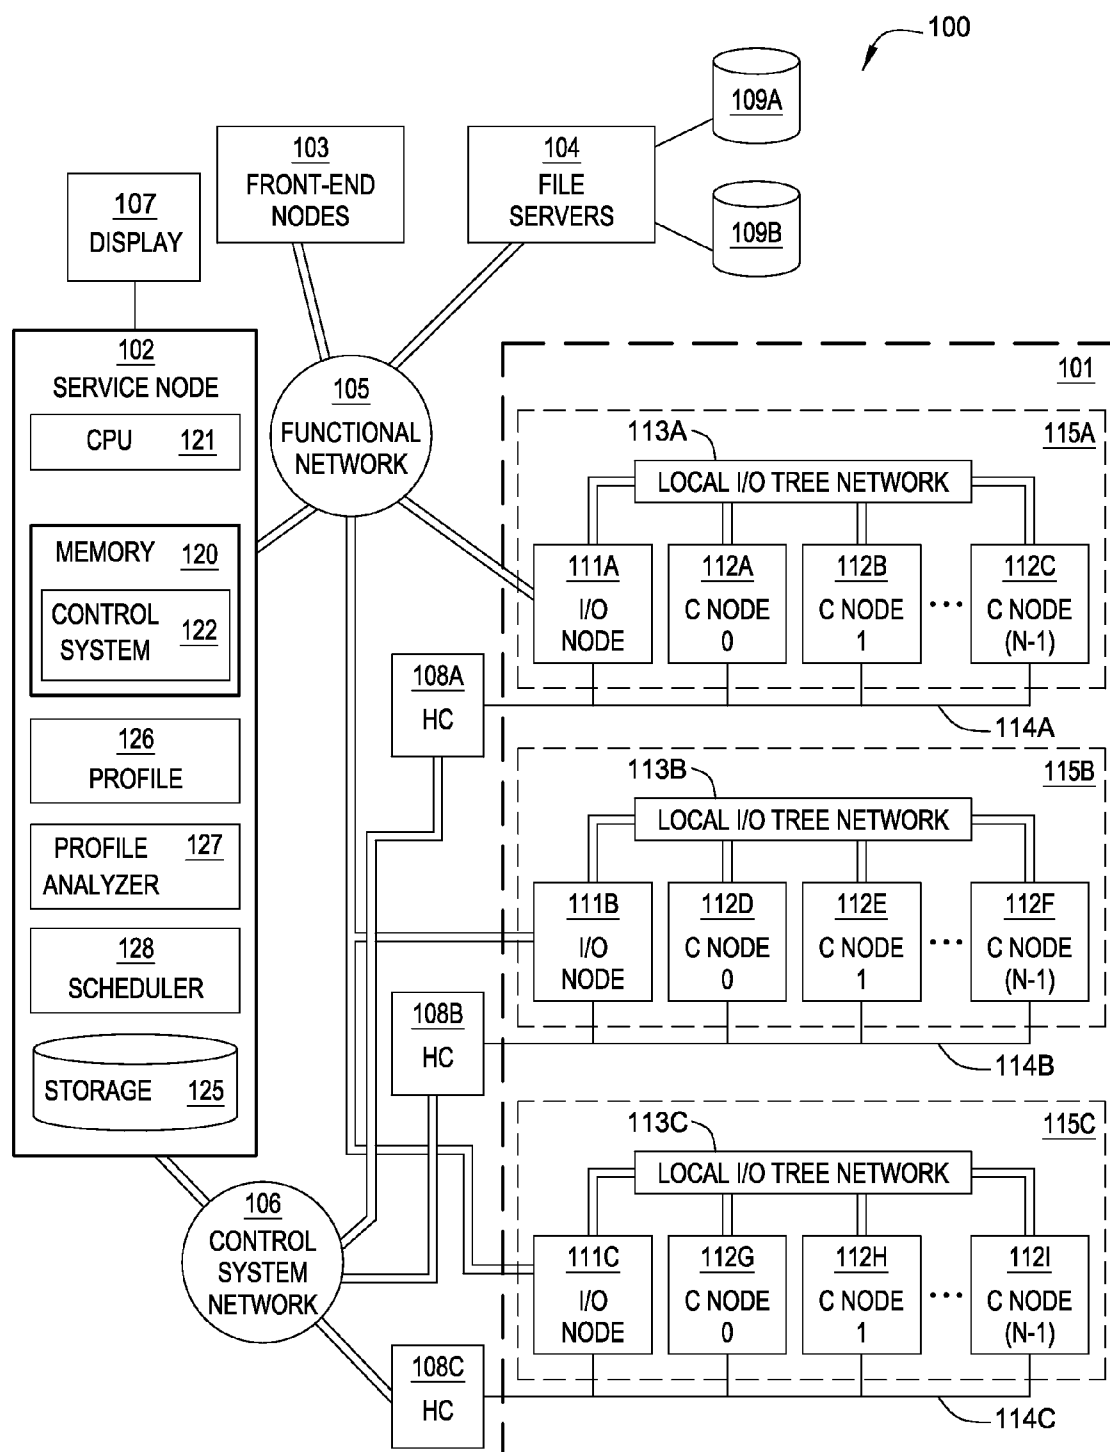 100
109A
109B
103
FRONT-END
NODES
104
FILE
SERVERS
107
DISPLAY
102
SERVICE NODE
CPU 121
MEMORY 120
CONTROL
SYSTEM
122
126
PROFILE
PROFILE
ANALYZER
127
128
SCHEDULER
STORAGE 125
105
FUNCTIONAL
NETWORK
106
CONTROL
SYSTEM
NETWORK
108A
HC
108B
HC
108C
HC
101
115A
113A
LOCAL I/O TREE NETWORK
111A
I/O
NODE
112A
C NODE
0
112B
C NODE
1
...
112C
C NODE
(N-1)
114A
115B
113B
LOCAL I/O TREE NETWORK
111B
I/O
NODE
112D
C NODE
0
112E
C NODE
1
...
112F
C NODE
(N-1)
114B
115C
113C
LOCAL I/O TREE NETWORK
111C
I/O
NODE
112G
C NODE
0
112H
C NODE
1
...
112I
C NODE
(N-1)
114C